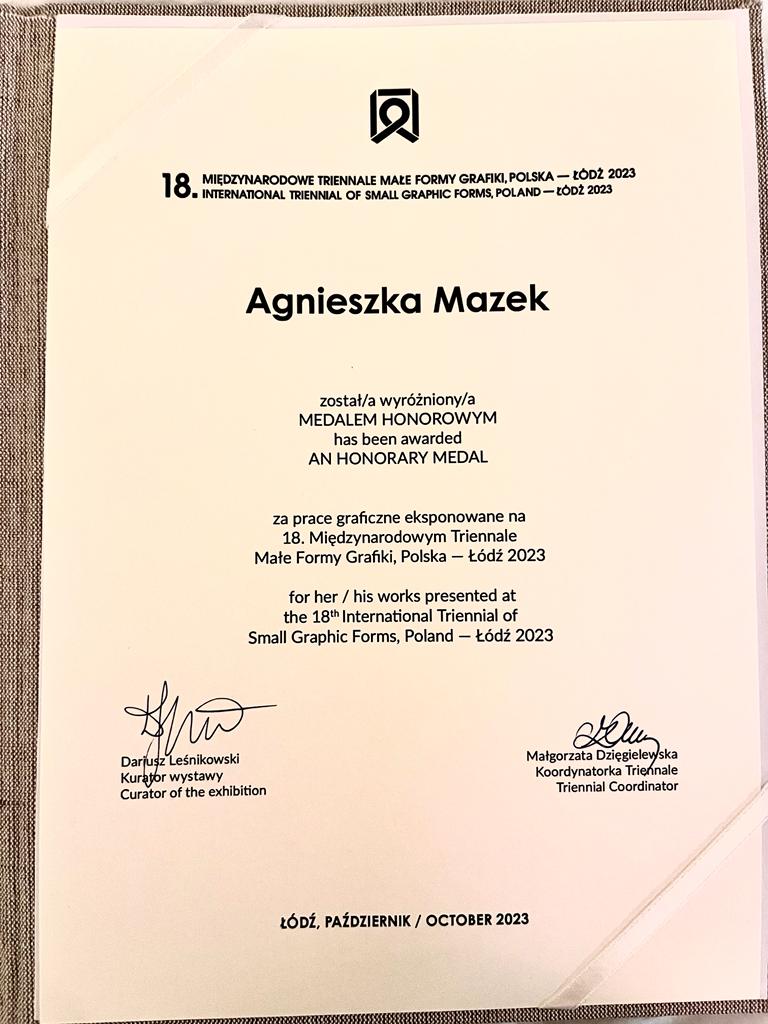 18. MIĘDZYNARODOWE TRIENNALE MAŁE FORMY GRAFIKI, POLSKA — ŁÓDŹ 2023
INTERNATIONAL TRIENNIAL OF SMALL GRAPHIC FORMS, POLAND — ŁÓDŹ 2023
Agnieszka Mazek
został/a wyróżniony/a
MEDALEM HONOROWYM
has been awarded
AN HONORARY MEDAL
za prace graficzne eksponowane na
18. Międzynarodowym Triennale
Małe Formy Grafiki, Polska — Łódź 2023
for her / his works presented at
the 18th International Triennial of
Small Graphic Forms, Poland — Łódź 2023
Dariusz Leśnikowski
Kurator wystawy
Curator of the exhibition
Małgorzata Dzięgielewska
Koordynatorka Triennale
Triennial Coordinator
ŁÓDŹ, PAŹDZIERNIK / OCTOBER 2023